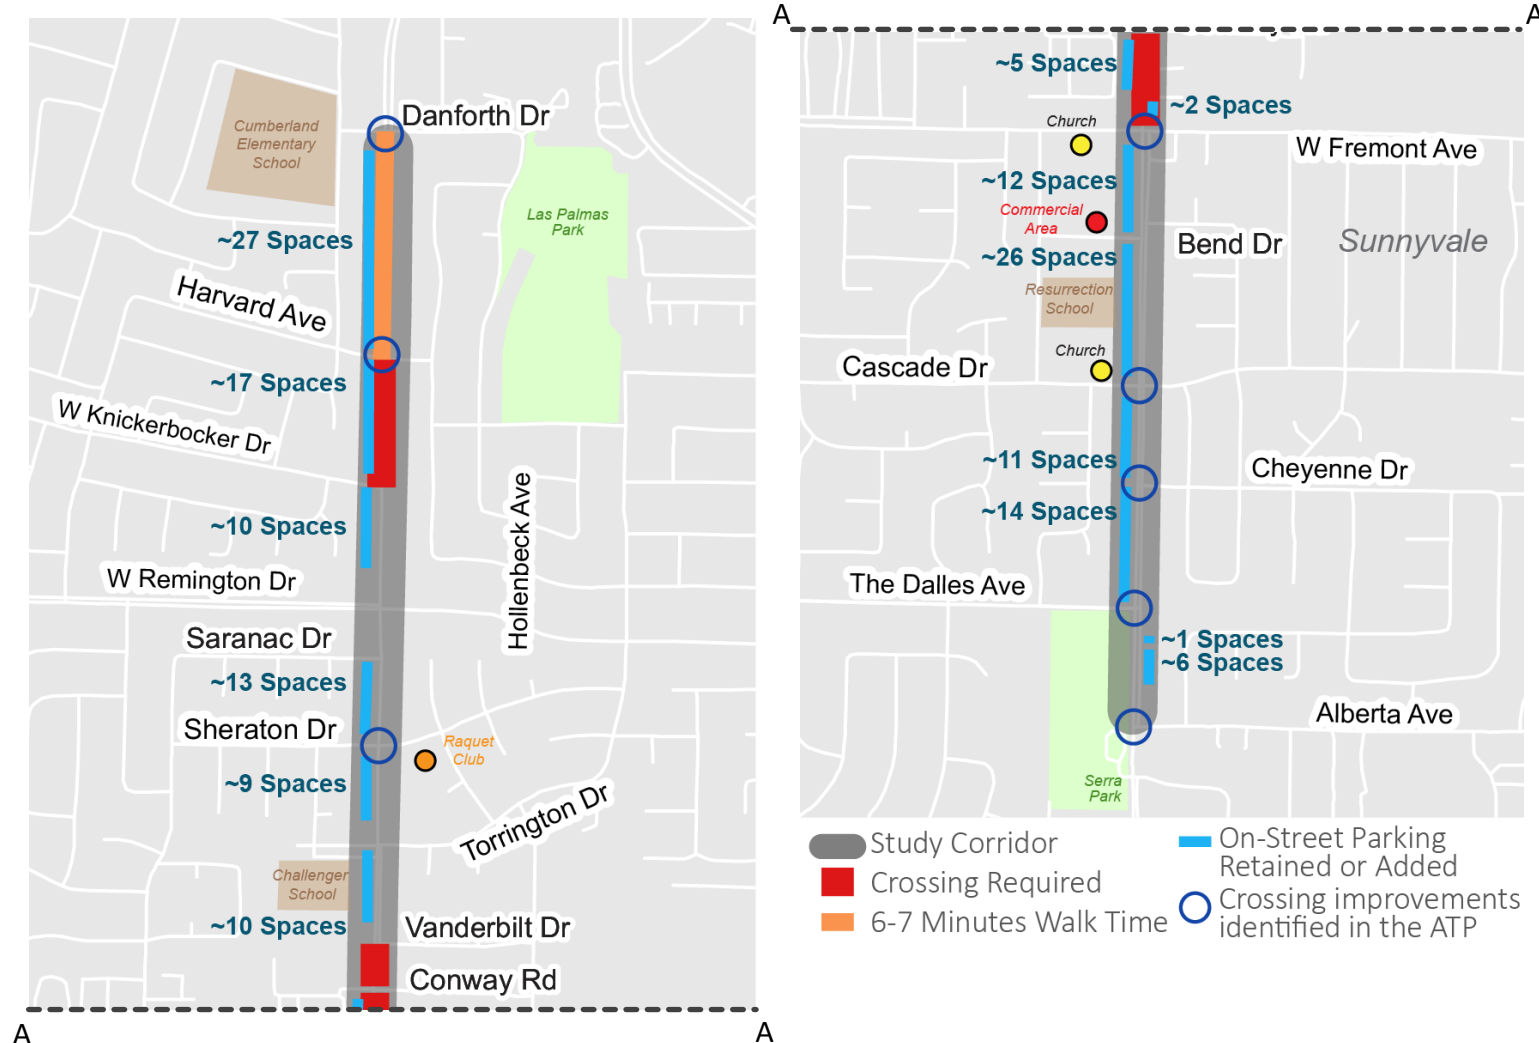 Danforth Dr
Cumberland
Elementary
School
Las Palmas
Park
~27 Spaces
Harvard Ave
~17 Spaces
W Knickerbocker Dr
~10 Spaces
Hollenbeck Ave
W Remington Dr
Saranac Dr
~13 Spaces
Sheraton Dr
Raquet
Club
~9 Spaces
Torrington Dr
Challenger
School
~10 Spaces
Vanderbilt Dr
Conway Rd
A
A
A
A
~5 Spaces
~2 Spaces
Church
W Fremont Ave
~12 Spaces
Commercial
Area
Bend Dr
Sunnyvale
~26 Spaces
Resurrection
School
Church
Cascade Dr
~11 Spaces
Cheyenne Dr
~14 Spaces
The Dalles Ave
~1 Spaces
~6 Spaces
Alberta Ave
Serra
Park
Study Corridor
Crossing Required
6-7 Minutes Walk Time
On-Street Parking
Retained or Added
Crossing improvements
identified in the ATP